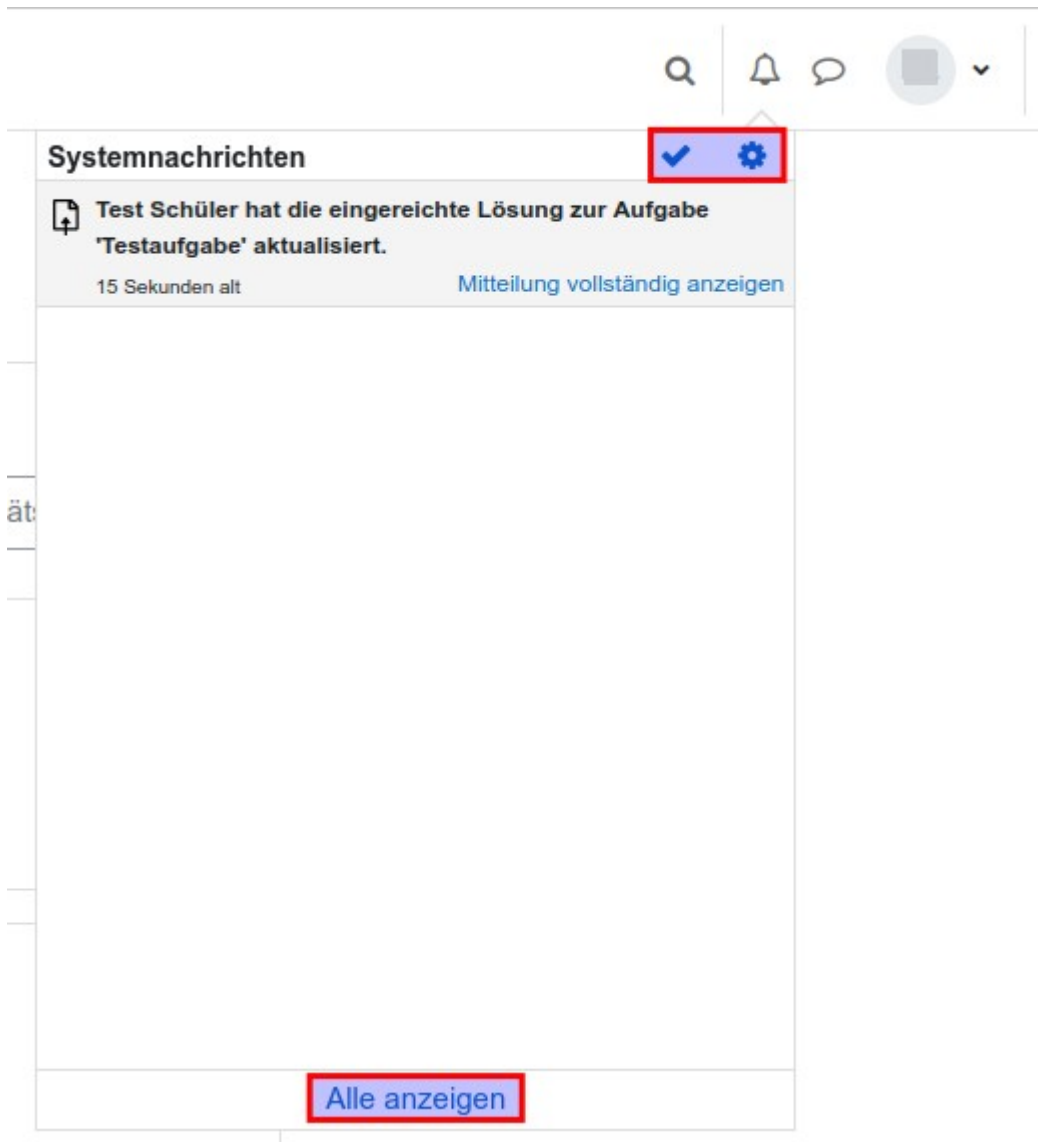 Systemnachrichten
Test Schüler hat die eingereichte Lösung zur Aufgabe
'Testaufgabe' aktualisiert.
15 Sekunden alt Mitteilung vollständig anzeigen
Alle anzeigen